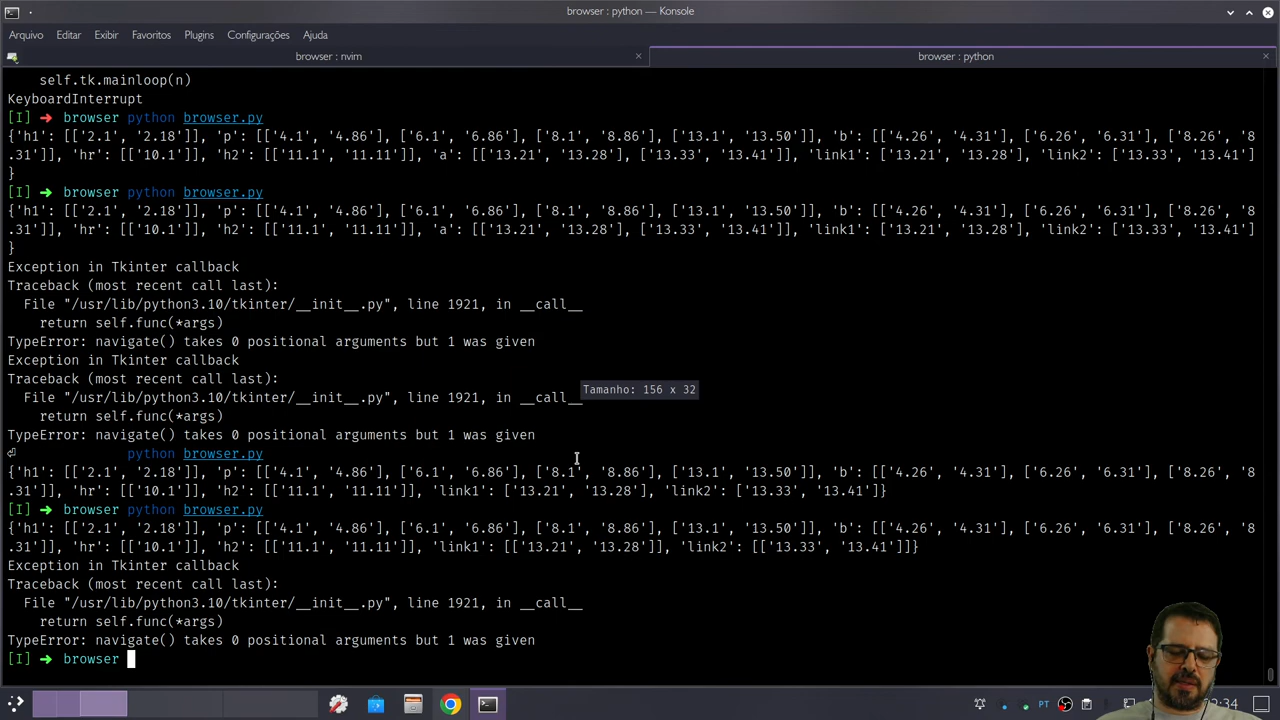 browser : python — Konsole
Arquivo Editar Exibir Favoritos Plugins Configurações Ajuda
browser : nvim
browser : python
self.tk.mainloop(n)
KeyboardInterrupt
[I] ➜ browser python browser.py
{'h1': [['2.1', '2.18']], 'p': [['4.1', '4.86'], ['6.1', '6.86'], ['8.1', '8.86'], ['13.1', '13.50']], 'b': [['4.26', '4.31'], ['6.26', '6.31'], ['8.26', '8
.31']], 'hr': [['10.1']], 'h2': [['11.1', '11.11']], 'a': [['13.21', '13.28'], ['13.33', '13.41']], 'link1': ['13.21', '13.28'], 'link2': ['13.33', '13.41']
}
[I] ➜ browser python browser.py
{'h1': [['2.1', '2.18']], 'p': [['4.1', '4.86'], ['6.1', '6.86'], ['8.1', '8.86'], ['13.1', '13.50']], 'b': [['4.26', '4.31'], ['6.26', '6.31'], ['8.26', '8
.31']], 'hr': [['10.1']], 'h2': [['11.1', '11.11']], 'a': [['13.21', '13.28'], ['13.33', '13.41']], 'link1': ['13.21', '13.28'], 'link2': ['13.33', '13.41']
}
Exception in Tkinter callback
Traceback (most recent call last):
File "/usr/lib/python3.10/tkinter/__init__.py", line 1921, in __call__
return self.func(*args)
TypeError: navigate() takes 0 positional arguments but 1 was given
Exception in Tkinter callback
Traceback (most recent call last):
File "/usr/lib/python3.10/tkinter/__init__.py", line 1921, in __call__
Tamanho: 156 x 32
return self.func(*args)
TypeError: navigate() takes 0 positional arguments but 1 was given
⏎ python browser.py
{'h1': [['2.1', '2.18']], 'p': [['4.1', '4.86'], ['6.1', '6.86'], ['8.1', '8.86'], ['13.1', '13.50']], 'b': [['4.26', '4.31'], ['6.26', '6.31'], ['8.26', '8
.31']], 'hr': [['10.1']], 'h2': [['11.1', '11.11']], 'link1': ['13.21', '13.28'], 'link2': ['13.33', '13.41']}
[I] ➜ browser python browser.py
{'h1': [['2.1', '2.18']], 'p': [['4.1', '4.86'], ['6.1', '6.86'], ['8.1', '8.86'], ['13.1', '13.50']], 'b': [['4.26', '4.31'], ['6.26', '6.31'], ['8.26', '8
.31']], 'hr': [['10.1']], 'h2': [['11.1', '11.11']], 'link1': [['13.21', '13.28']], 'link2': [['13.33', '13.41']]}
Exception in Tkinter callback
Traceback (most recent call last):
File "/usr/lib/python3.10/tkinter/__init__.py", line 1921, in __call__
return self.func(*args)
TypeError: navigate() takes 0 positional arguments but 1 was given
[I] ➜ browser
PT